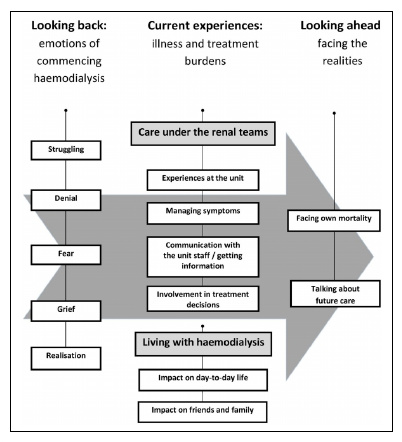 Looking back:
emotions of
commencing
haemodialysis
Struggling
Denial
Fear
Grief
Realisation
Current experiences:
illness and treatment
burdens
Care under the renal teams
Experiences at the unit
Managing symptoms
Communication with
the unit staff / getting
information
Involvement in treatment
decisions
Living with haemodialysis
Impact on day-to-day life
Impact on friends and family
Looking ahead
facing the
realities
Facing own mortality
Talking about
future care